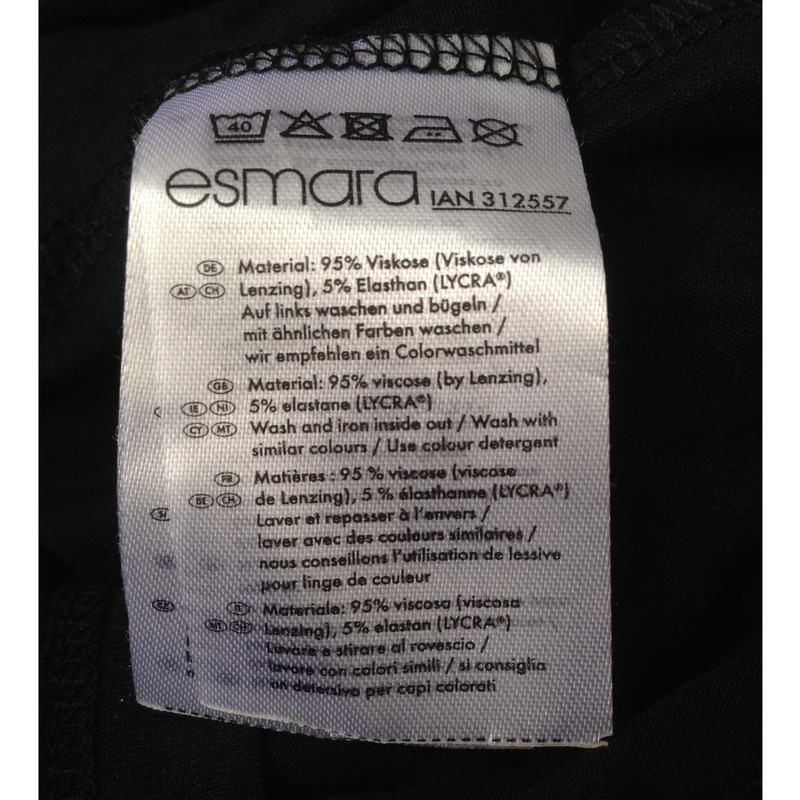 40
esmara IAN 312557
DE Material: 95% Viskose (Viskose von
AT CH Lenzing), 5% Elasthan (LYCRA®)
Auf links waschen und bügeln /
mit ähnlichen Farben waschen /
wir empfehlen ein Colorwaschmittel
GB Material: 95% viscose (by Lenzing),
IE NI 5% elastane (LYCRA®)
CY MT Wash and iron inside out / Wash with
similar colours / Use colour detergent
FR Matières : 95 % viscose (viscose
BE CH de Lenzing), 5 % élasthanne (LYCRA®)
Laver et repasser à l'envers /
laver avec des couleurs similaires /
nous conseillons l'utilisation de lessive
pour linge de couleur
IT Materiale: 95% viscosa (viscosa
MT CH Lenzing), 5% elastan (LYCRA®)
Lavare e stirare al rovescio /
lavare con colori simili / si consiglia
un detersivo per capi colorati